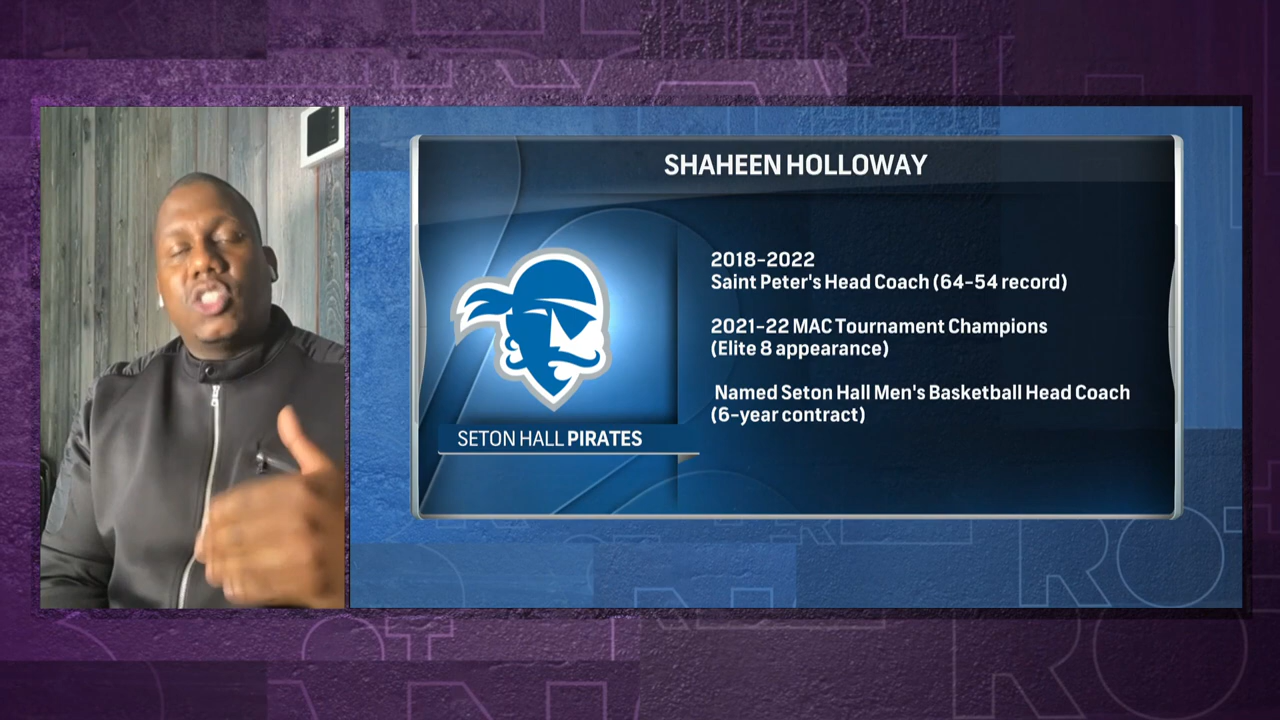 SHAHEEN HOLLOWAY
2018-2022
Saint Peter's Head Coach (64-54 record)
2021-22 MAC Tournament Champions
(Elite 8 appearance)
Named Seton Hall Men's Basketball Head Coach
(6-year contract)
SETON HALL PIRATES